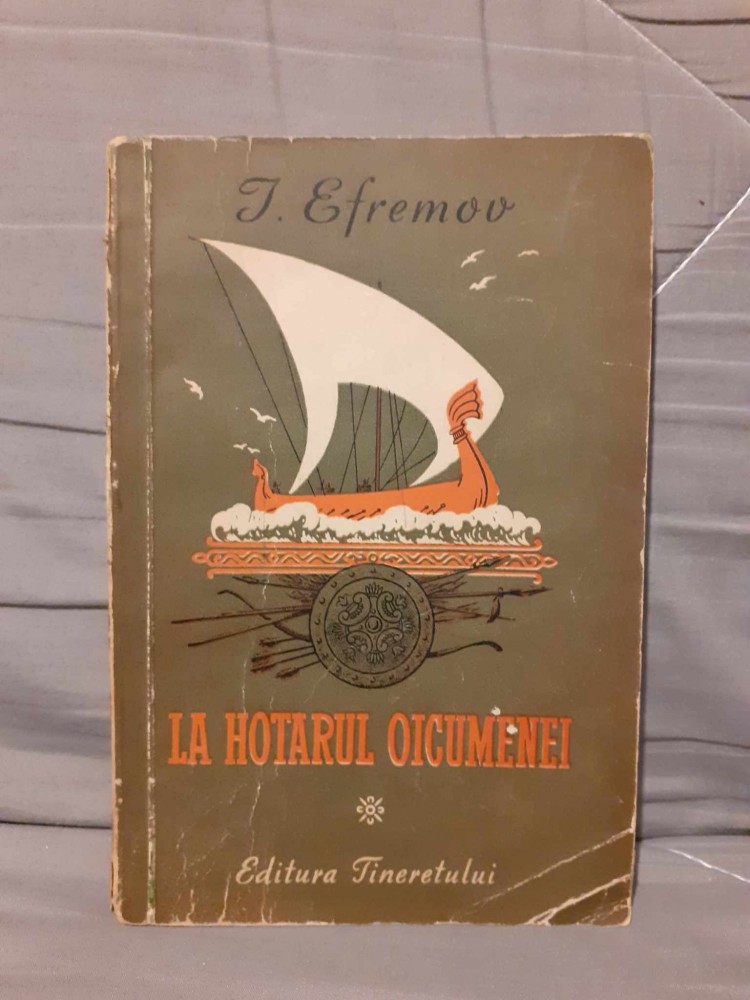 I. Efremov
LA HOTARUL OICUMENEI
Editura Tineretului